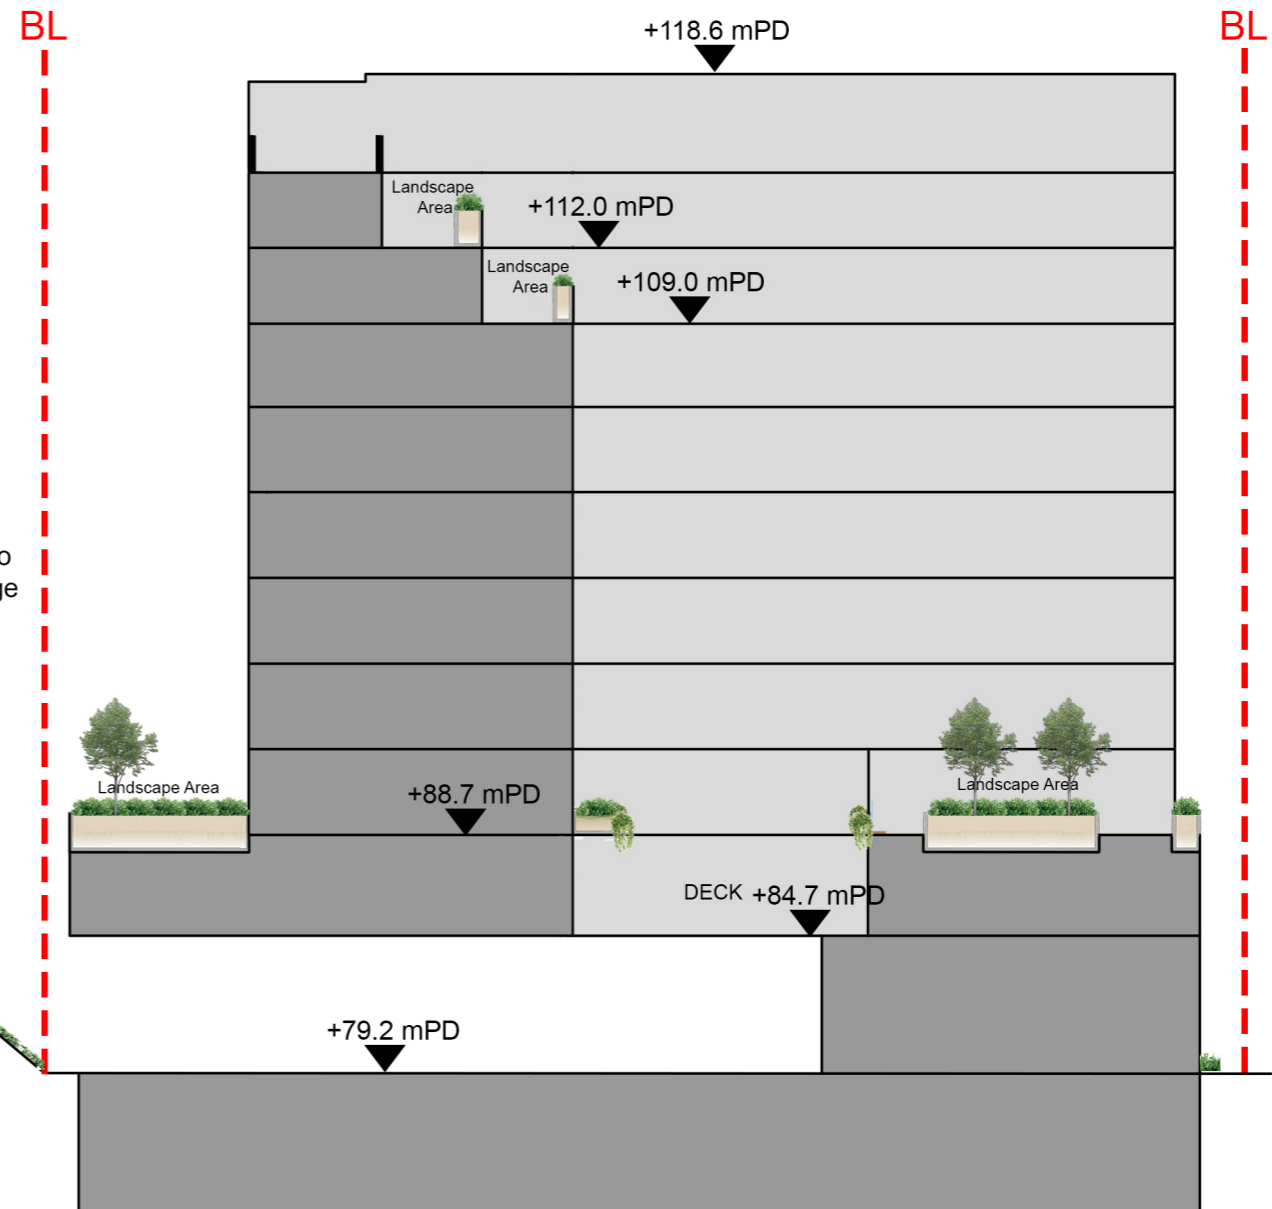 BL
BL
+118.6 mPD
Landscape
Area
+112.0 mPD
Landscape
Area
+109.0 mPD
Landscape Area
+88.7 mPD
Landscape Area
DECK +84.7 mPD
+79.2 mPD